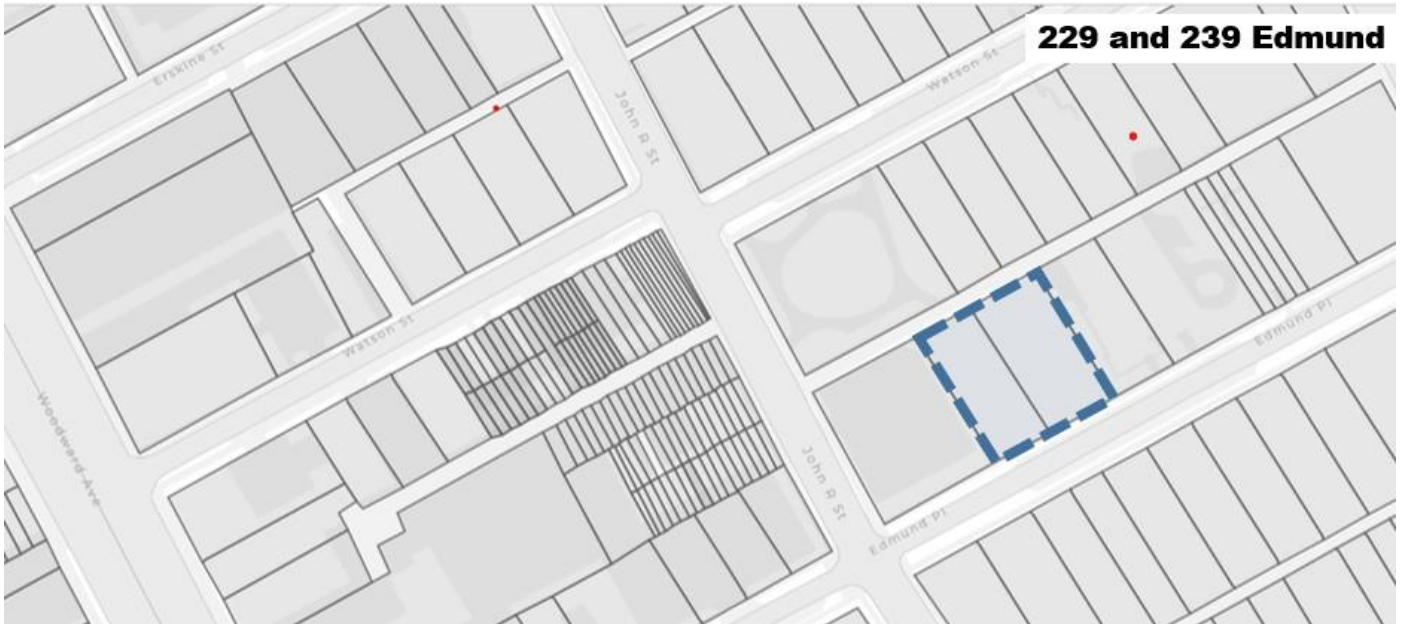 229 and 239 Edmund
Erskine St
Watson St
John R St
Watson St
Woodward Ave
Edmund Pl
John R St
Edmund Pl